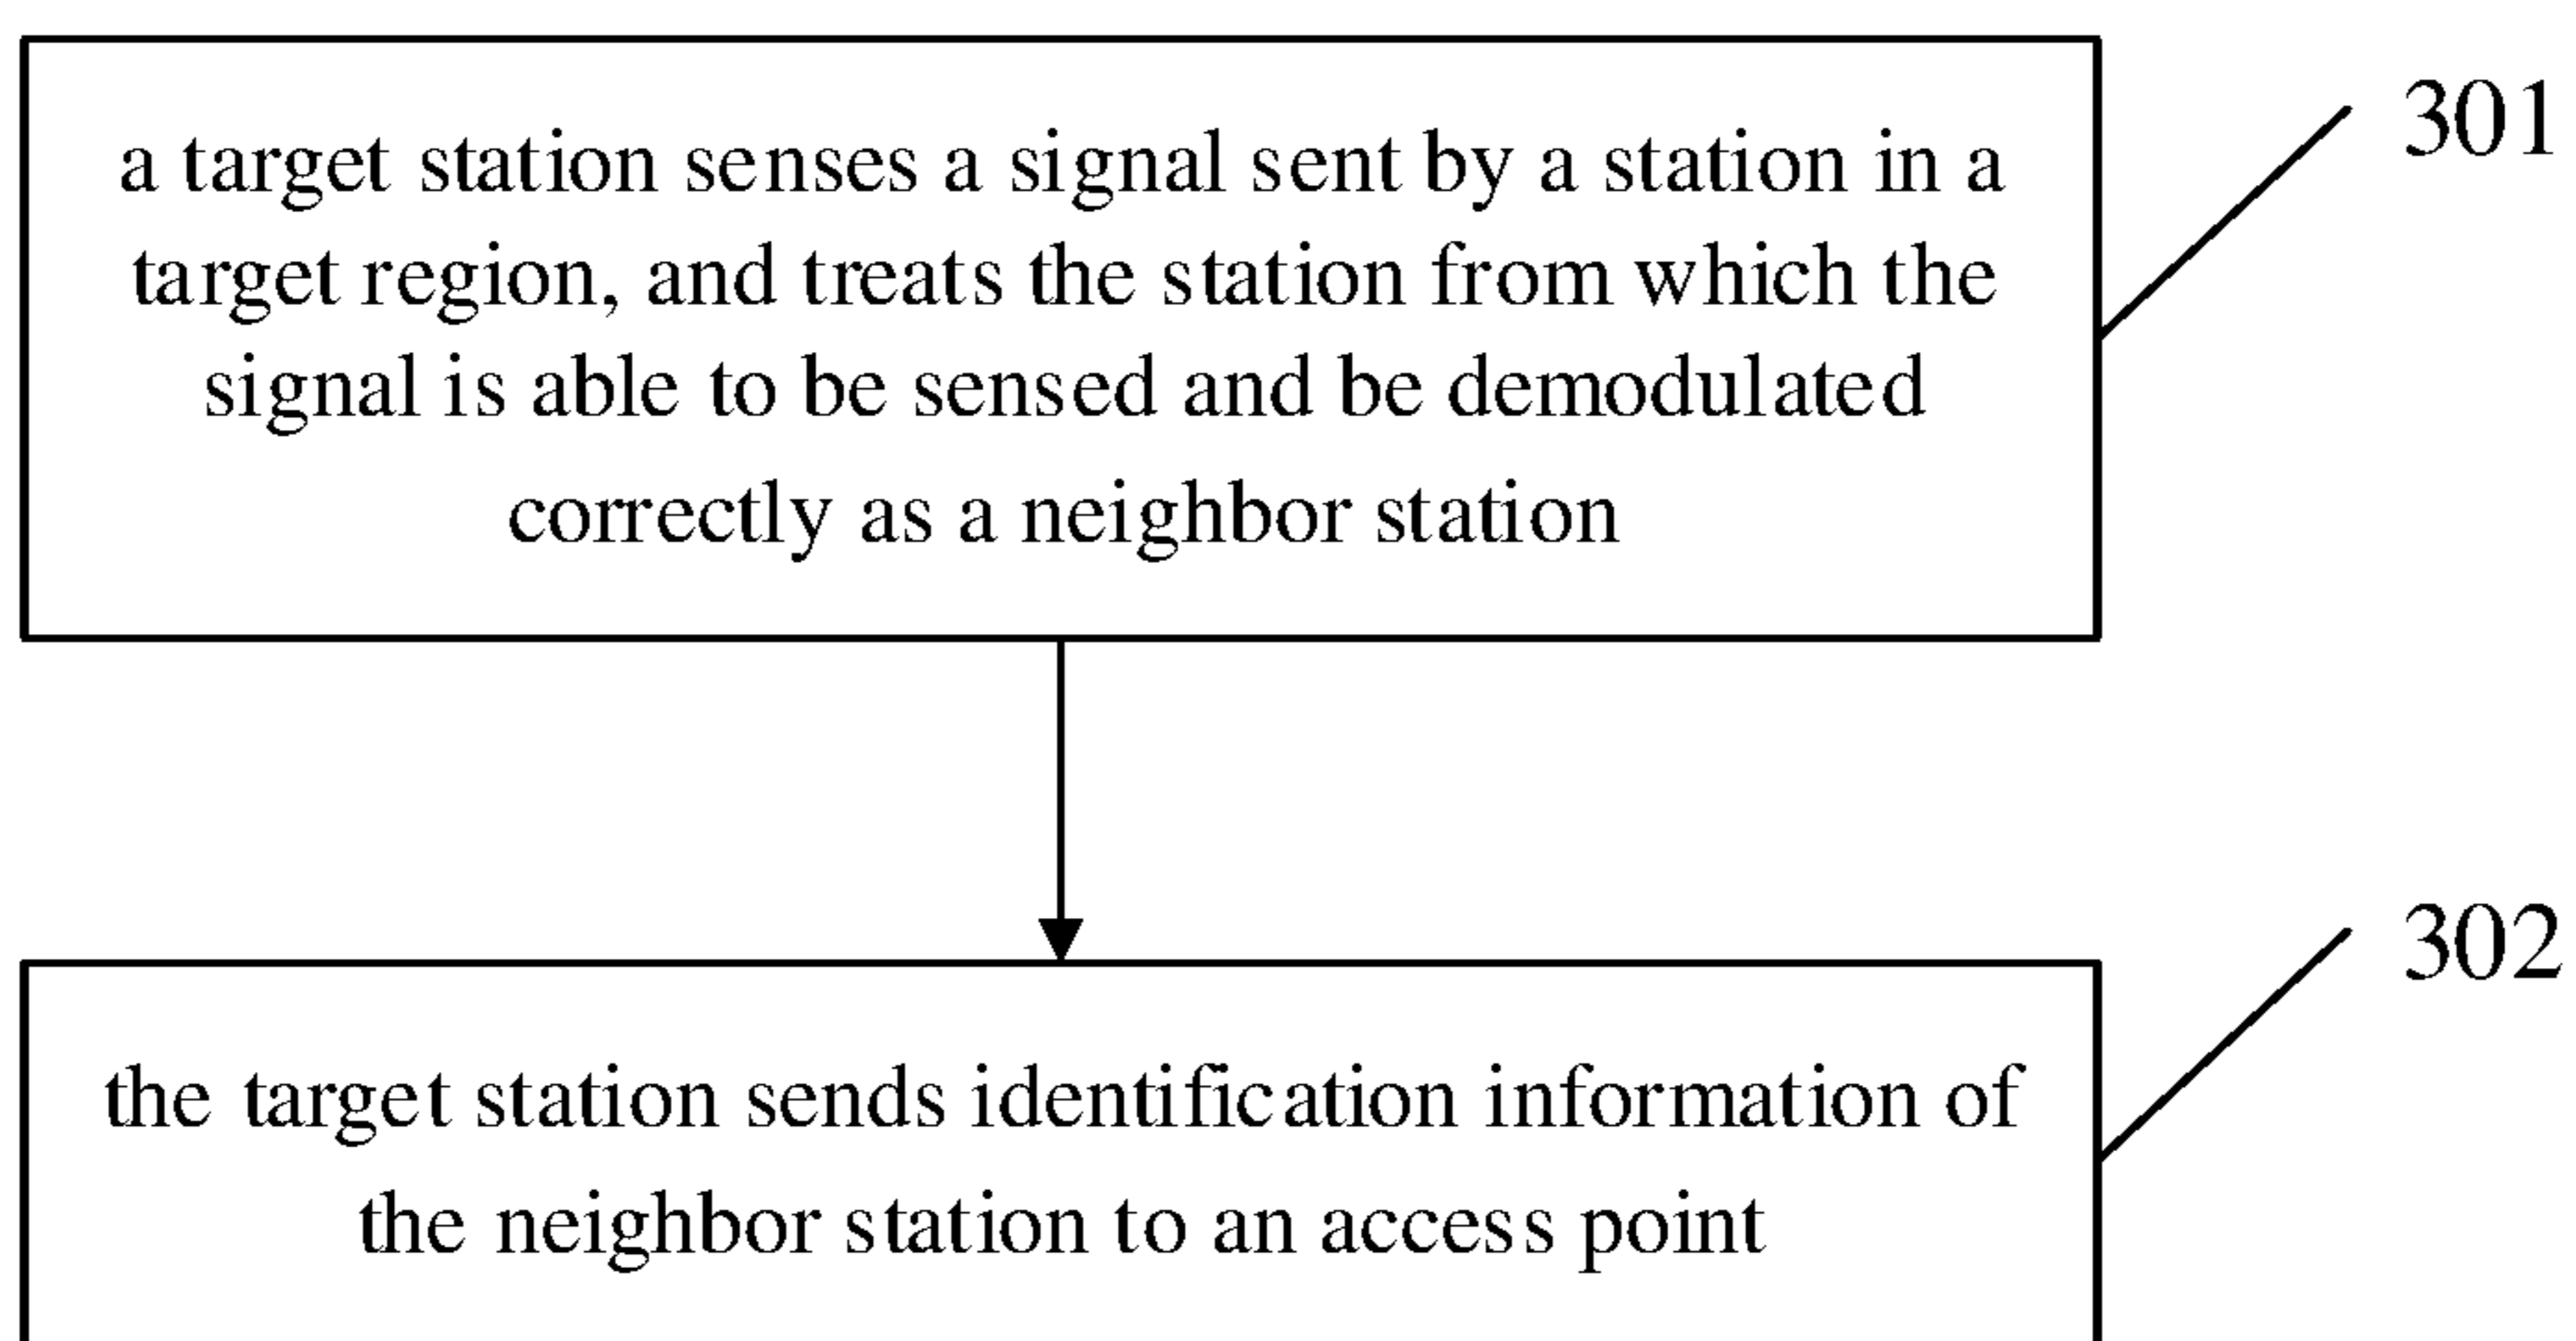 301
a target station senses a signal sent by a station in a
target region, and treats the station from which the
signal is able to be sensed and be demodulated
correctly as a neighbor station
302
the target station sends identification information of
the neighbor station to an access point